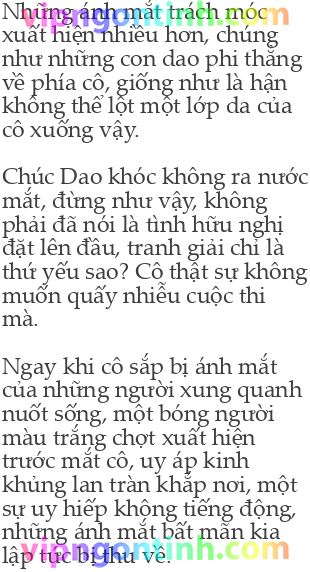 Những ánh mắt trách móc
xuất hiện nhiều hơn, chúng
như những con dao phi thẳng
về phía cô, giống như là hận
không thể lột một lớp da của
cô xuống vậy.
Chúc Dao khóc không ra nước
mắt, đừng như vậy, không
phải đã nói là tình hữu nghị
đặt lên đầu, tranh giải chỉ là
thứ yếu sao? Cô thật sự không
muốn quấy nhiễu cuộc thi
mà.
Ngay khi cô sắp bị ánh mắt
của những người xung quanh
nuốt sống, một bóng người
màu trắng chợt xuất hiện
trước mắt cô, uy áp kinh
khủng lan tràn khắp nơi, một
sự uy hiếp không tiếng động,
những ánh mắt bất mãn kia
lập tức bị thu về.
vipngontinh.com
vipngontinh.com